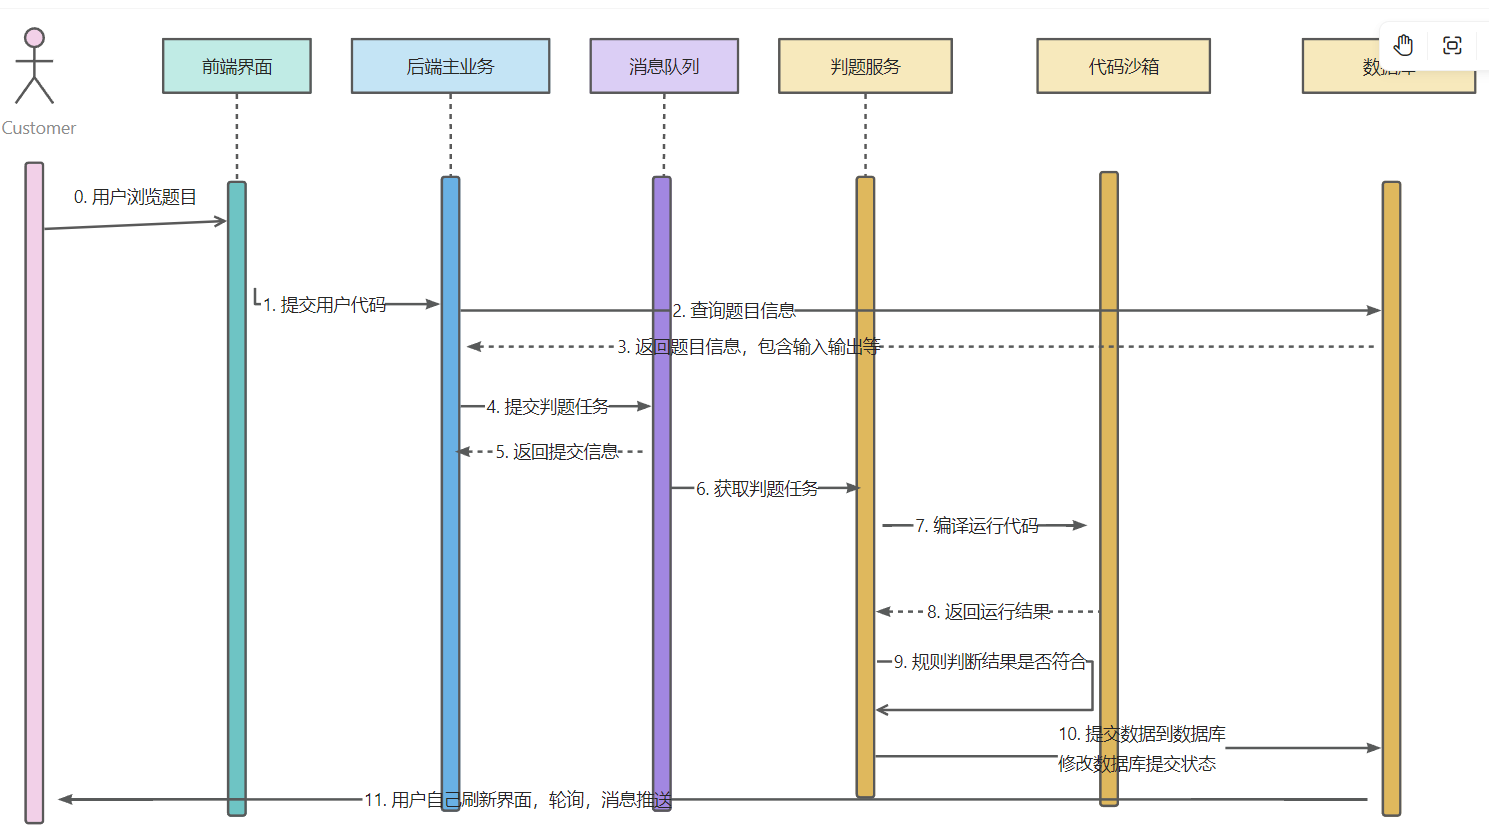 Customer
前端界面
后端主业务
消息队列
判题服务
代码沙箱
0. 用户浏览题目
1. 提交用户代码
2. 查询题目信息
3. 返回题目信息，包含输入输出等
4. 提交判题任务
5. 返回提交信息
6. 获取判题任务
7. 编译运行代码
8. 返回运行结果
9. 规则判断结果是否符合
10. 提交数据到数据库
修改数据库提交状态
11. 用户自己刷新界面，轮询，消息推送